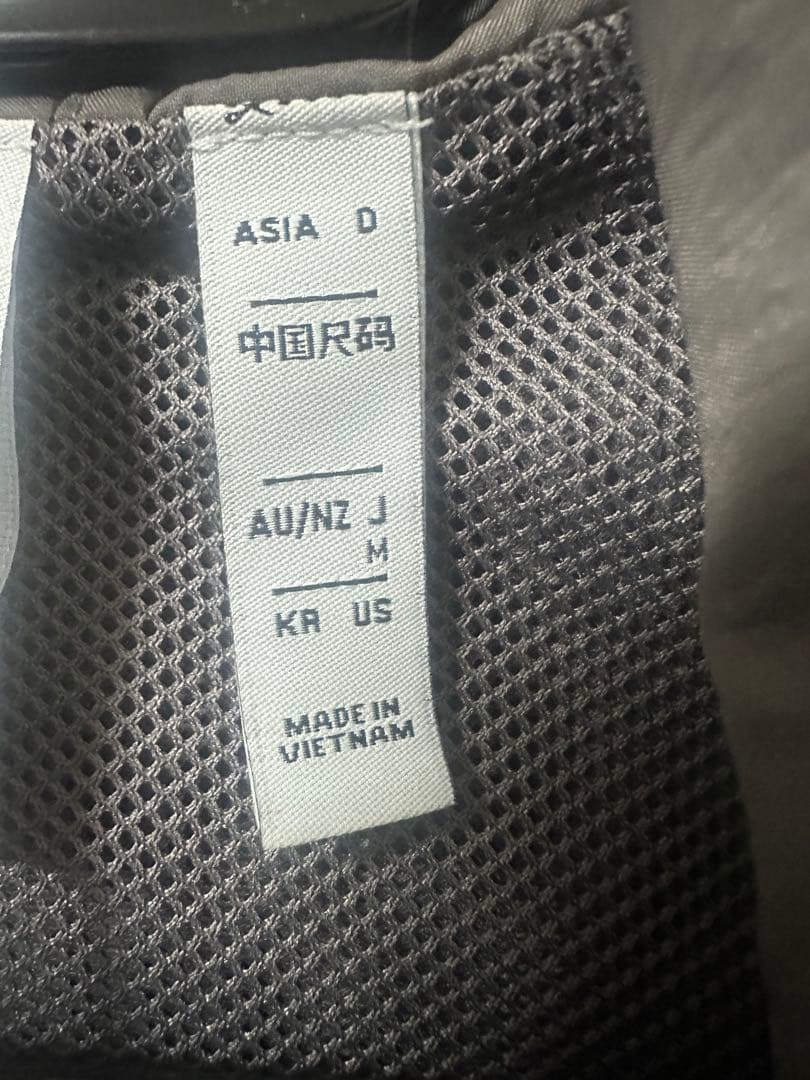 ASIA D
中国尺码
AU/NZ J
M
KR US
MADE IN
VIETNAM